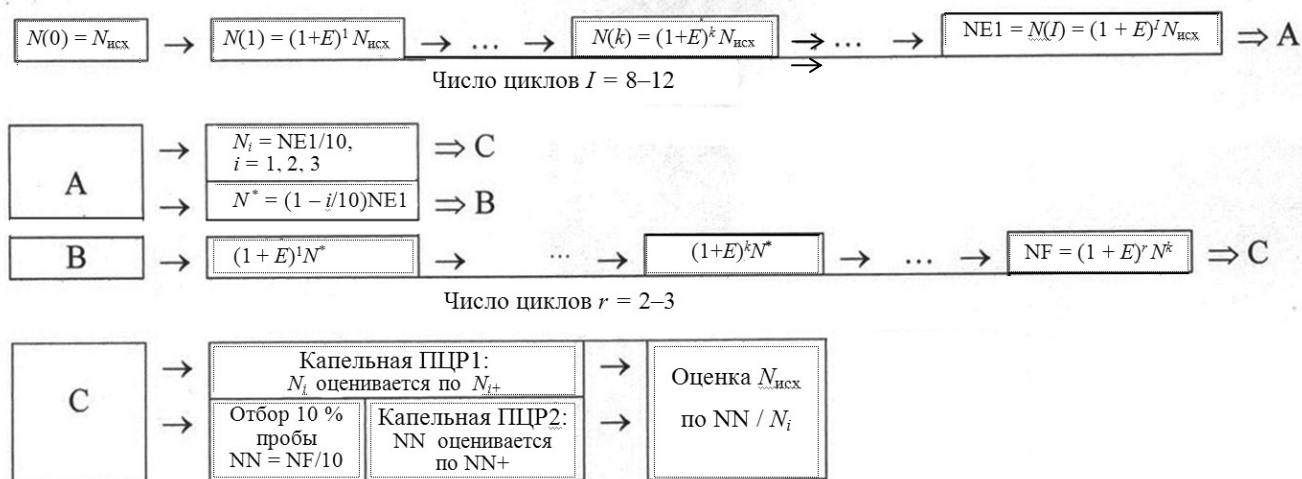 N(0) = Nисх → N(1) = (1+E)¹ Nисх → … → N(k) = (1+E)ᵏ Nисх → … → NE1 = N(I) = (1 + E)ᴵ Nисх ⇒ A
→
Число циклов I = 8–12
A → Nᵢ = NE1/10,
i = 1, 2, 3 ⇒ C
→ N* = (1 – i/10)NE1 ⇒ B
B → (1 + E)¹N* → … → (1+E)ᵏN* → … → NF = (1 + E)ʳ Nᵏ ⇒ C
Число циклов r = 2–3
C → Капельная ПЦР1:
Nᵢ оценивается по Nᵢ₊
→ Отбор 10 %
пробы
NN = NF/10
Капельная ПЦР2:
NN оценивается
по NN+
→ →
Оценка Nисх
по NN / Nᵢ